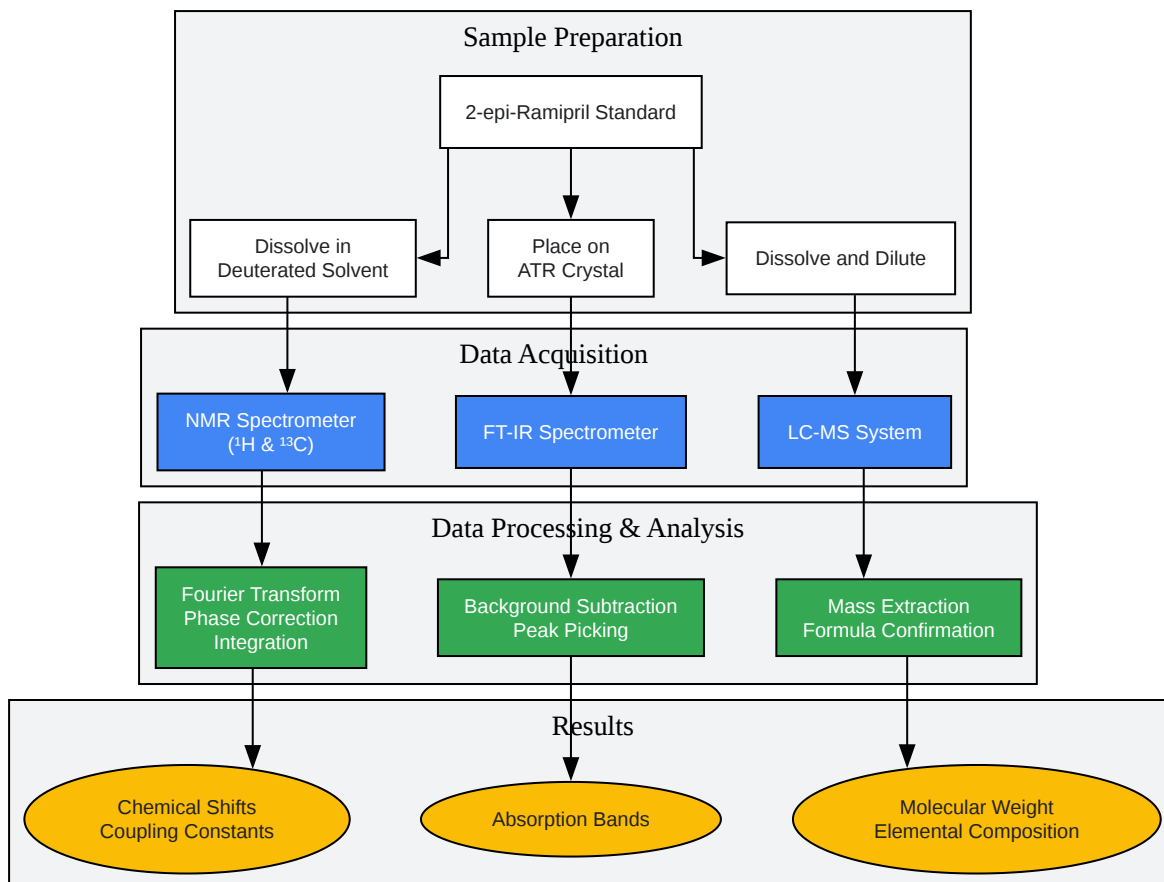 Sample Preparation
2-epi-Ramipril Standard
Dissolve in
Deuterated Solvent
Place on
ATR Crystal
Dissolve and Dilute
Data Acquisition
NMR Spectrometer
(¹H & ¹³C)
FT-IR Spectrometer
LC-MS System
Data Processing & Analysis
Fourier Transform
Phase Correction
Integration
Background Subtraction
Peak Picking
Mass Extraction
Formula Confirmation
Results
Chemical Shifts
Coupling Constants
Absorption Bands
Molecular Weight
Elemental Composition